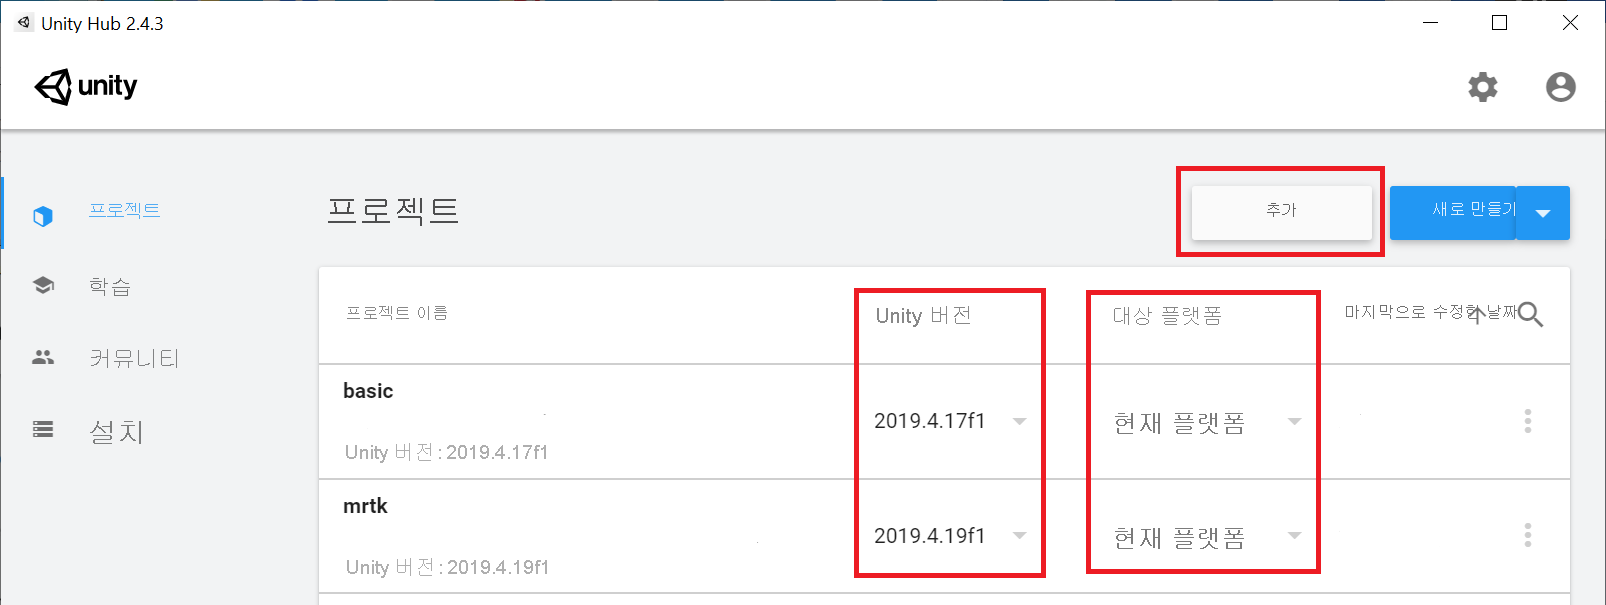 Unity Hub 2.4.3
unity
프로젝트
학습
커뮤니티
설치
프로젝트
추가
새로 만들기
프로젝트 이름
Unity 버전
대상 플랫폼
마지막으로 수정한 날짜
basic
Unity 버전: 2019.4.17f1
2019.4.17f1
현재 플랫폼
mrtk
Unity 버전: 2019.4.19f1
2019.4.19f1
현재 플랫폼